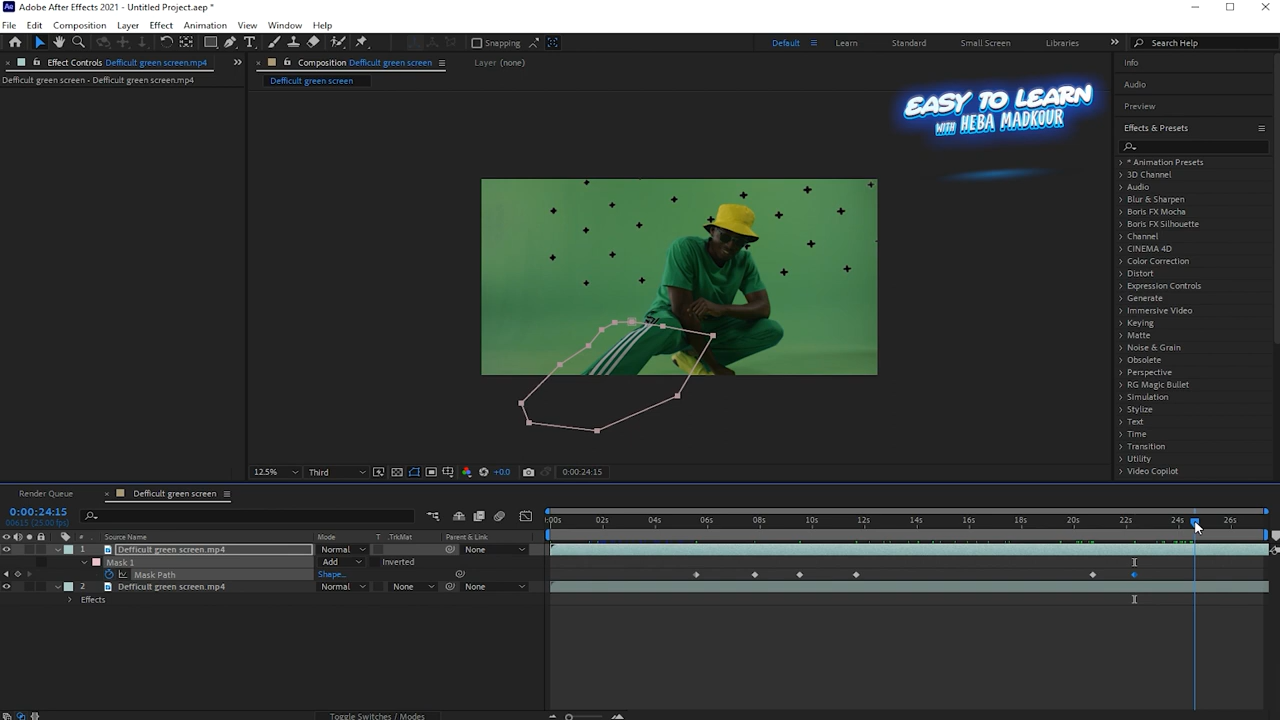 Adobe After Effects 2021 - Untitled Project.aep *
File Edit Composition Layer Effect Animation View Window Help
Snapping Default Learn Standard Small Screen Libraries Search Help
Effect Controls Defficult green screen.mp4
Composition Defficult green screen Layer (none)
Defficult green screen • Defficult green screen.mp4
Defficult green screen
EASY TO LEARN
WITH HEBA MADKOUR
Info
Audio
Preview
Effects & Presets
* Animation Presets
3D Channel
Audio
Blur & Sharpen
Boris FX Mocha
Boris FX Silhouette
Channel
CINEMA 4D
Color Correction
Distort
Expression Controls
Generate
Immersive Video
Keying
Matte
Noise & Grain
Obsolete
Perspective
RG Magic Bullet
Simulation
Stylize
Text
Time
Transition
Utility
Video Copilot
12.5% Third +0.0 0:00:24:15
Render Queue Defficult green screen
0:00:24:15
00615 (25.00 fps)
:00s 02s 04s 06s 08s 10s 12s 14s 16s 18s 20s 22s 24s 26s
# Source Name Mode T .TrkMat Parent & Link
1 Defficult green screen.mp4 Normal None
Mask 1 Add Inverted
Mask Path Shape...
2 Defficult green screen.mp4 Normal None None
Effects
Toggle Switches / Modes